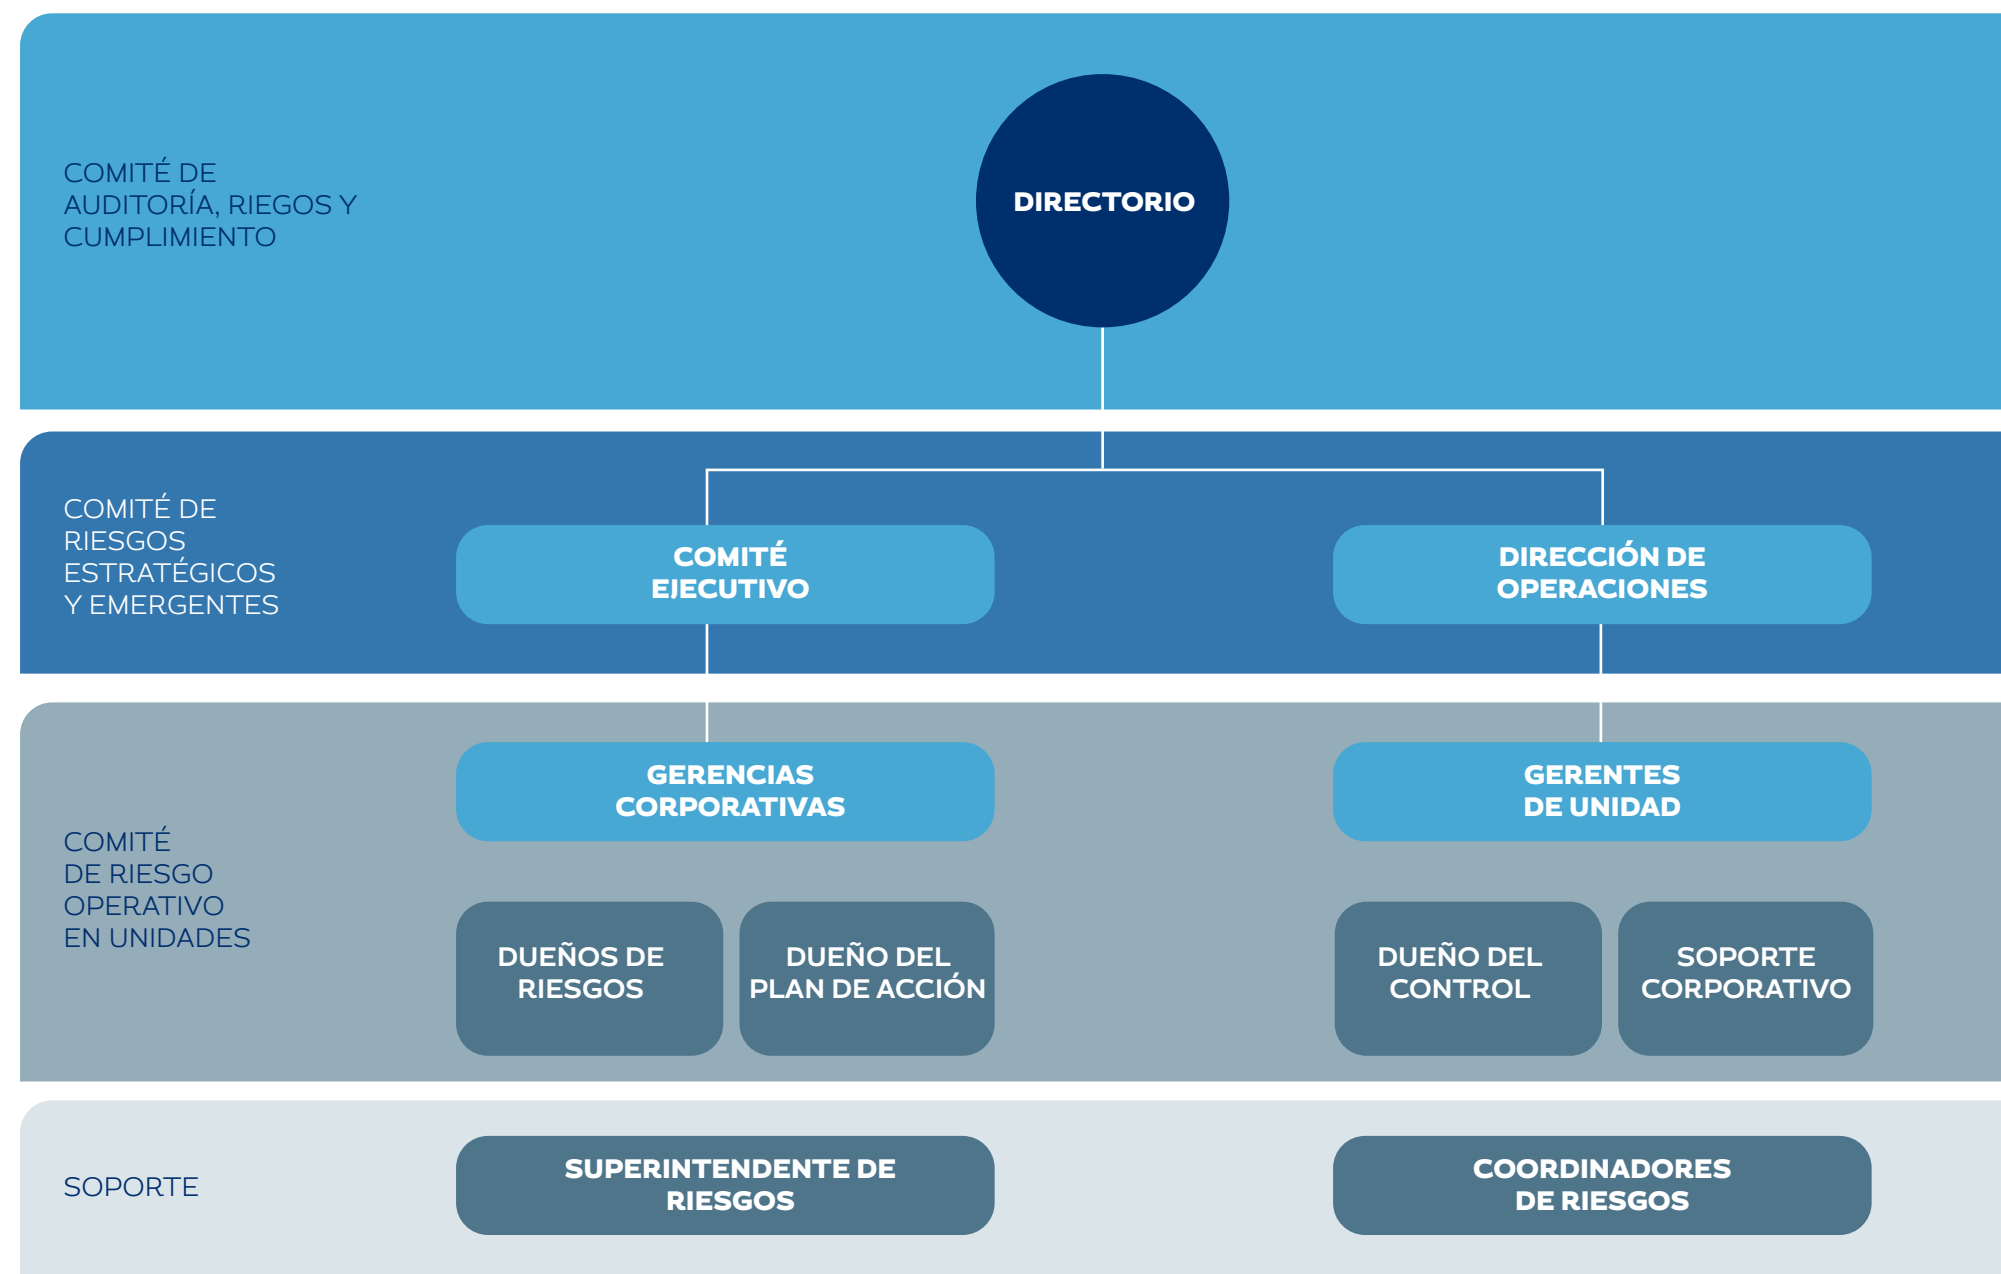 COMITÉ DE
AUDITORÍA, RIEGOS Y
CUMPLIMIENTO
DIRECTORIO
COMITÉ DE
RIESGOS
ESTRATÉGICOS
Y EMERGENTES
COMITÉ
EJECUTIVO
DIRECCIÓN DE
OPERACIONES
COMITÉ
DE RIESGO
OPERATIVO
EN UNIDADES
GERENCIAS
CORPORATIVAS
GERENTES
DE UNIDAD
DUEÑOS DE
RIESGOS
DUEÑO DEL
PLAN DE ACCIÓN
DUEÑO DEL
CONTROL
SOPORTE
CORPORATIVO
SOPORTE
SUPERINTENDENTE DE
RIESGOS
COORDINADORES
DE RIESGOS